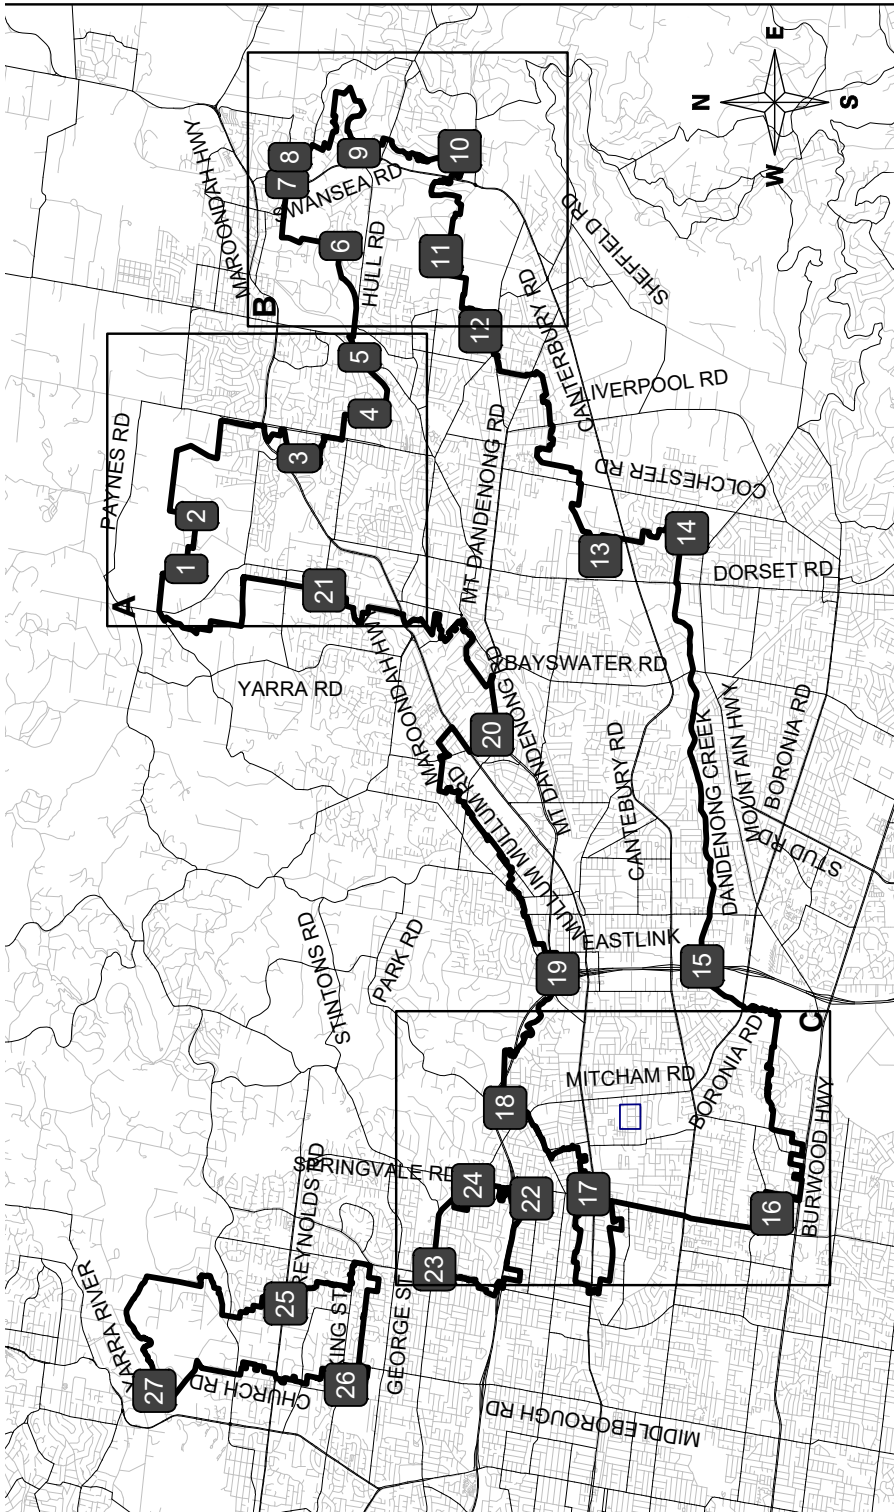 N
E
S
W
MAROONDAH HWY
B
8
7
9
10
SWANSEA RD
6
HULL RD
11
SHEFFIELD RD
12
CANTERBURY RD
5
4
LIVERPOOL RD
PAYNES RD
3
MT DANDENONG RD
COLCHESTER RD
2
1
14
13
DORSET RD
A
21
MAROONDAH HWY
YARRA RD
BAYSWATER RD
20
MT DANDENONG RD
MULLUM MULLUM RD
CANTEBURY RD
DANDENONG CREEK
MOUNTAIN HWY
BORONIA RD
STUD RD
STINTONS RD
PARK RD
19
EASTLINK
15
C
18
MITCHAM RD
BORONIA RD
BURWOOD HWY
SPRINGVALE RD
24
22
17
16
REYNOLDS RD
23
YARRA RIVER
25
KING ST
GEORGE S
27
CHURCH RD
26
MIDDLEBOROUGH RD